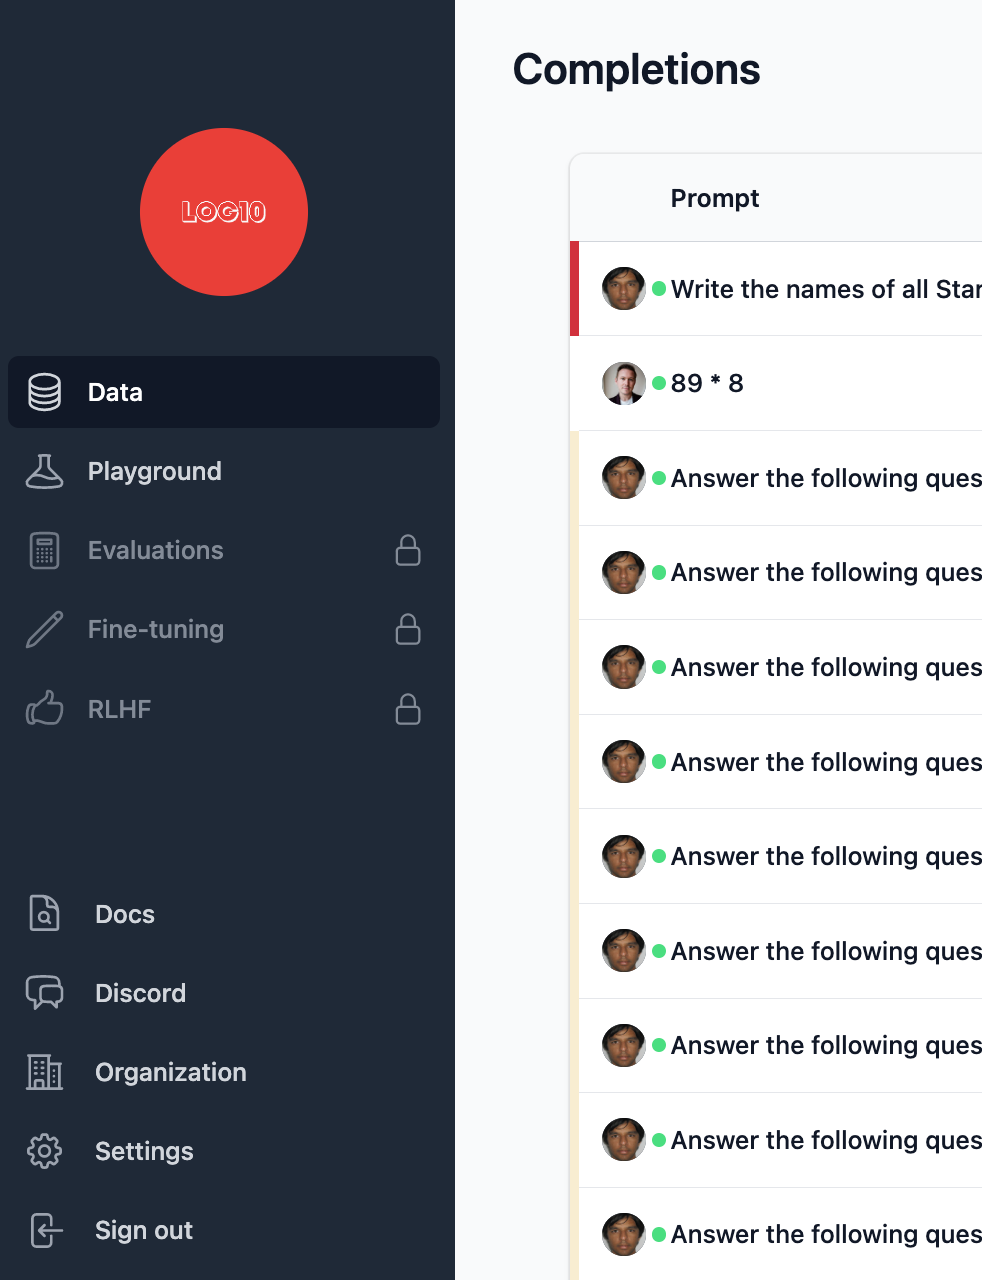 LOG10
Data
Playground
Evaluations
Fine-tuning
RLHF
Docs
Discord
Organization
Settings
Sign out
Completions
Prompt
Write the names of all Star
89 * 8
Answer the following ques
Answer the following ques
Answer the following ques
Answer the following ques
Answer the following ques
Answer the following ques
Answer the following ques
Answer the following ques
Answer the following ques